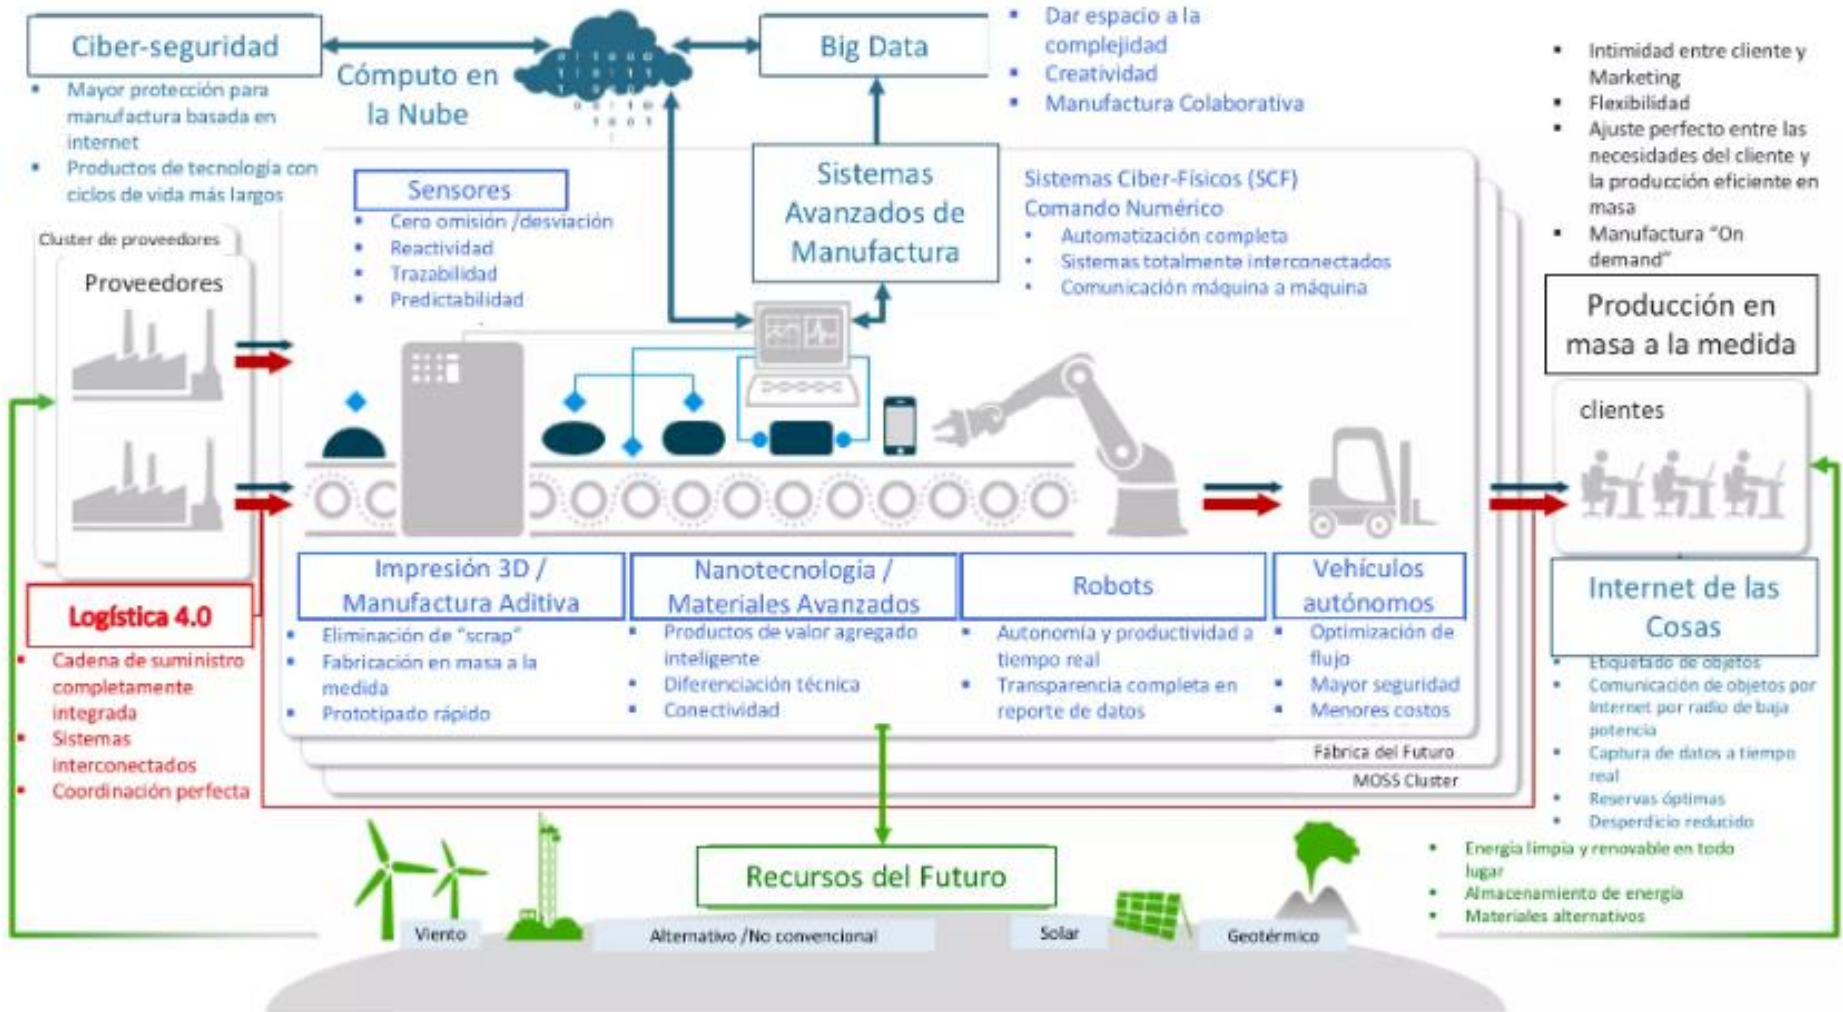 Ciber-seguridad
Mayor protección para
manufactura basada en
internet
Productos de tecnología con
ciclos de vida más largos
Cómputo en
la Nube
Big Data
Dar espacio a la
complejidad
Creatividad
Manufactura Colaborativa
Intimidad entre cliente y
Marketing
Flexibilidad
Ajuste perfecto entre las
necesidades del cliente y
la producción eficiente en
masa
Manufactura “On
demand”
Sensores
Cero omisión /desviación
Reactividad
Trazabilidad
Predictabilidad
Sistemas
Avanzados de
Manufactura
Sistemas Ciber-Físicos (SCF)
Comando Numérico
Automatización completa
Sistemas totalmente interconectados
Comunicación máquina a máquina
Cluster de proveedores
Proveedores
Producción en
masa a la medida
clientes
Logística 4.0
Cadena de suministro
completamente
integrada
Sistemas
interconectados
Coordinación perfecta
Impresión 3D /
Manufactura Aditiva
Eliminación de “scrap”
Fabricación en masa a la
medida
Prototipado rápido
Nanotecnología /
Materiales Avanzados
Productos de valor agregado
inteligente
Diferenciación técnica
Conectividad
Robots
Autonomía y productividad a
tiempo real
Transparencia completa en
reporte de datos
Vehículos
autónomos
Optimización de
flujo
Mayor seguridad
Menores costos
Fábrica del Futuro
MOSS Cluster
Internet de las
Cosas
Etiquetado de objetos
Comunicación de objetos por
Internet por radio de baja
potencia
Captura de datos a tiempo
real
Reservas óptimas
Desperdicio reducido
Recursos del Futuro
Energía limpia y renovable en todo
lugar
Almacenamiento de energía
Materiales alternativos
Viento
Alternativo /No convencional
Solar
Geotérmico